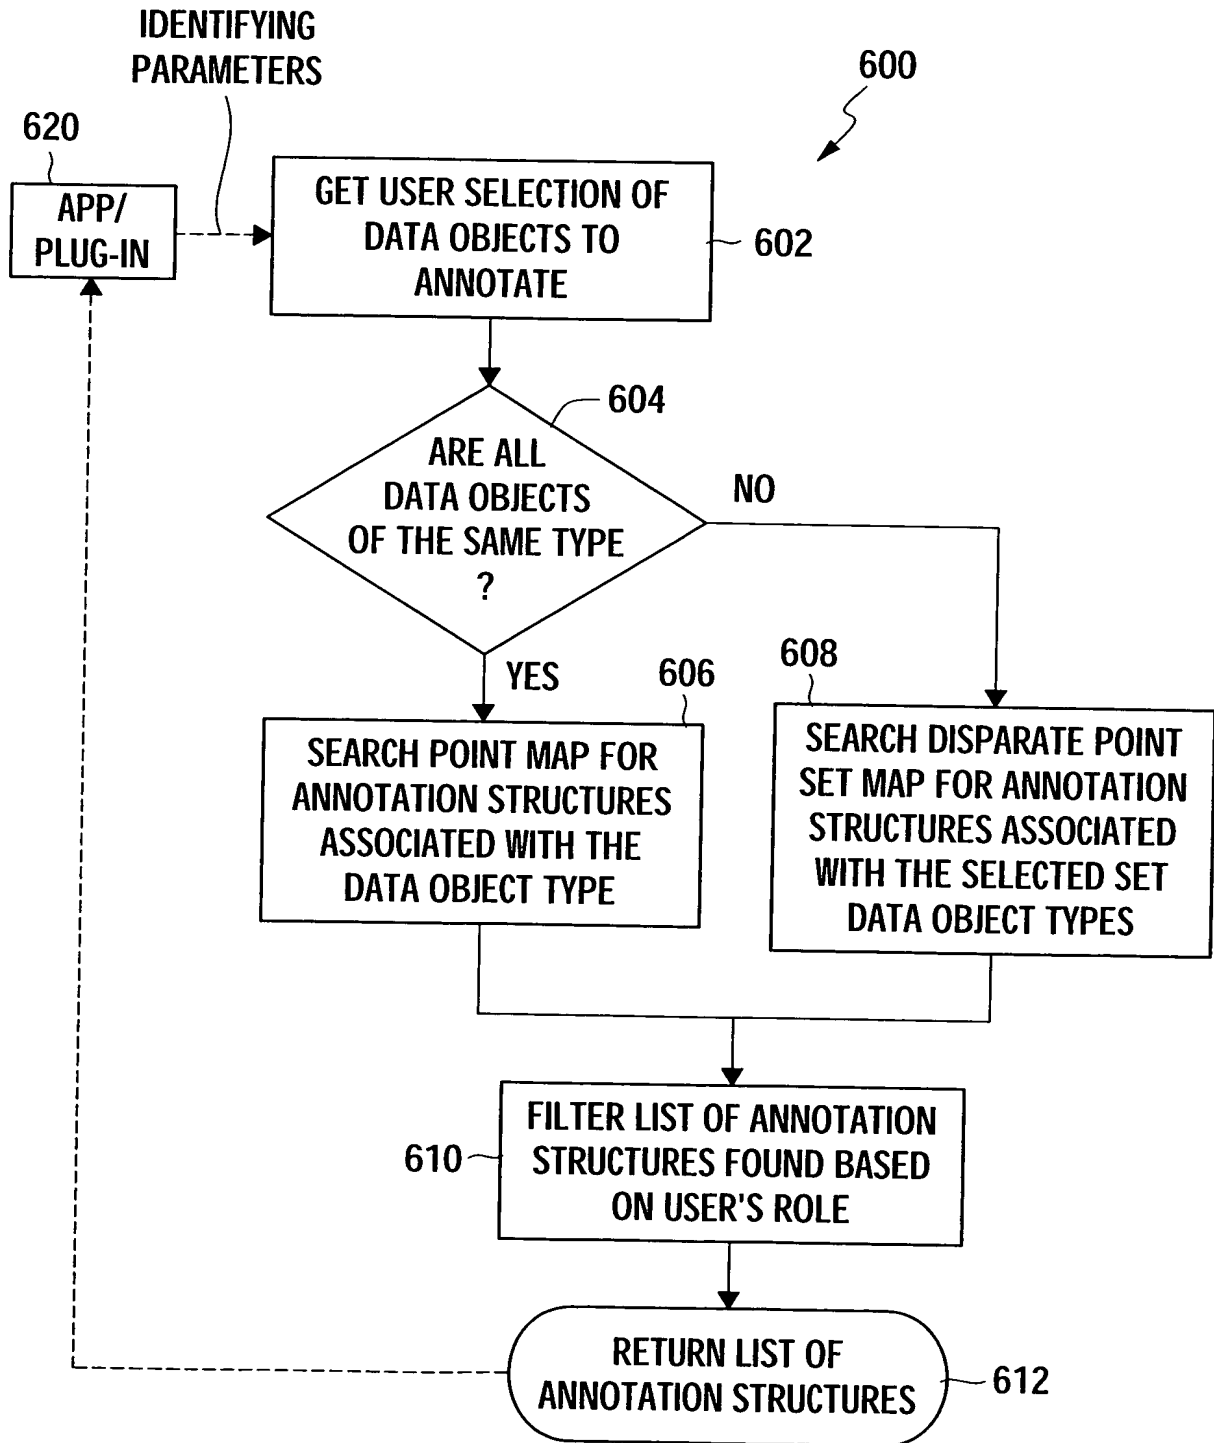 IDENTIFYING
PARAMETERS
600
620
APP/
PLUG-IN
GET USER SELECTION OF
DATA OBJECTS TO
ANNOTATE
602
604
ARE ALL
DATA OBJECTS
OF THE SAME TYPE
?
NO
YES
606
608
SEARCH POINT MAP FOR
ANNOTATION STRUCTURES
ASSOCIATED WITH THE
DATA OBJECT TYPE
SEARCH DISPARATE POINT
SET MAP FOR ANNOTATION
STRUCTURES ASSOCIATED
WITH THE SELECTED SET
DATA OBJECT TYPES
FILTER LIST OF ANNOTATION
STRUCTURES FOUND BASED
ON USER'S ROLE
610
RETURN LIST OF
ANNOTATION STRUCTURES
612